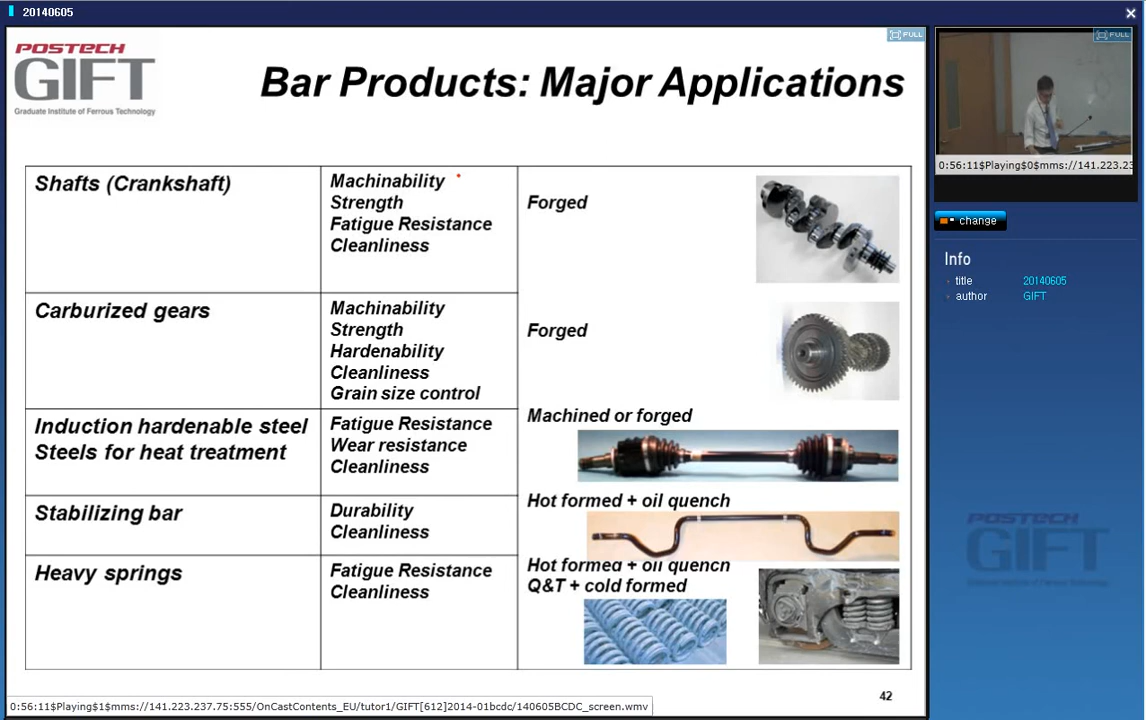 20140605
POSTECH
GIFT
Graduate Institute of Ferrous Technology
FULL
Bar Products: Major Applications
Shafts (Crankshaft)
Machinability
Strength
Fatigue Resistance
Cleanliness
Forged
Carburized gears
Machinability
Strength
Hardenability
Cleanliness
Grain size control
Forged
Induction hardenable steel
Steels for heat treatment
Fatigue Resistance
Wear resistance
Cleanliness
Machined or forged
Stabilizing bar
Durability
Cleanliness
Hot formed + oil quench
Heavy springs
Fatigue Resistance
Cleanliness
Hot formed + oil quench
Q&T + cold formed
42
0:56:11$Playing$1$mms://141.223.237.75:555/OnCastContents_EU/tutor1/GIFT[612]2014-01bcdc/140605BCDC_screen.wmv
FULL
0:56:11$Playing$0$mms://141.223.23
change
Info
title 20140605
author GIFT
POSTECH
GIFT
Graduate Institute of Ferrous Technology